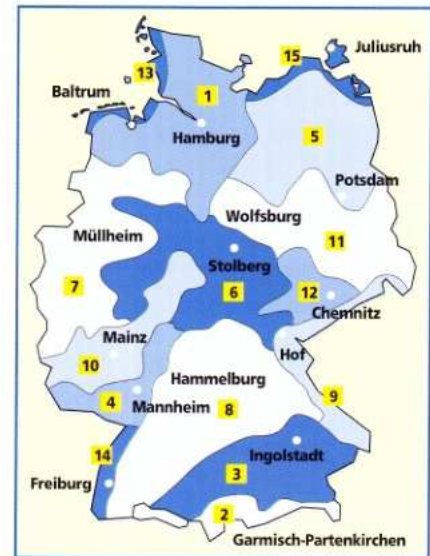 15
Juliusruh
13
Baltrum
1
Hamburg
5
Potsdam
Wolfsburg
Müllheim
11
Stolberg
7
6
12
Chemnitz
Mainz
Hof
10
Hammelburg
9
4
Mannheim
8
14
Ingolstadt
3
Freiburg
2
Garmisch-Partenkirchen